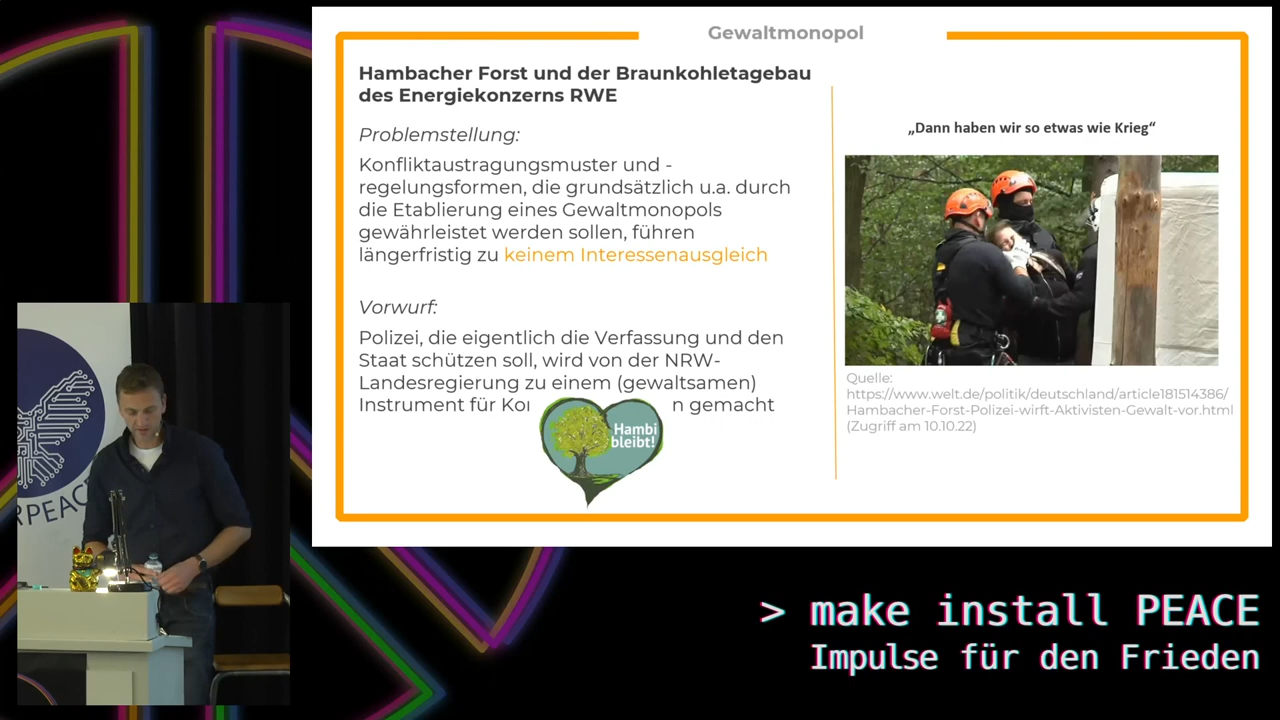 Gewaltmonopol
Hambacher Forst und der Braunkohletagebau
des Energiekonzerns RWE
Problemstellung:
Konfliktaustragungsmuster und -
regelungsformen, die grundsätzlich u.a. durch
die Etablierung eines Gewaltmonopols
gewährleistet werden sollen, führen
längerfristig zu keinem Interessenausgleich
Vorwurf:
Polizei, die eigentlich die Verfassung und den
Staat schützen soll, wird von der NRW-
Landesregierung zu einem (gewaltsamen)
Instrument für gemacht
Hambi
bleibt!
„Dann haben wir so etwas wie Krieg“
Quelle:
https://www.welt.de/politik/deutschland/article181514386/
Hambacher-Forst-Polizei-wirft-Aktivisten-Gewalt-vor.html
(Zugriff am 10.10.22)
RPEACE
> make install PEACE
Impulse für den Frieden